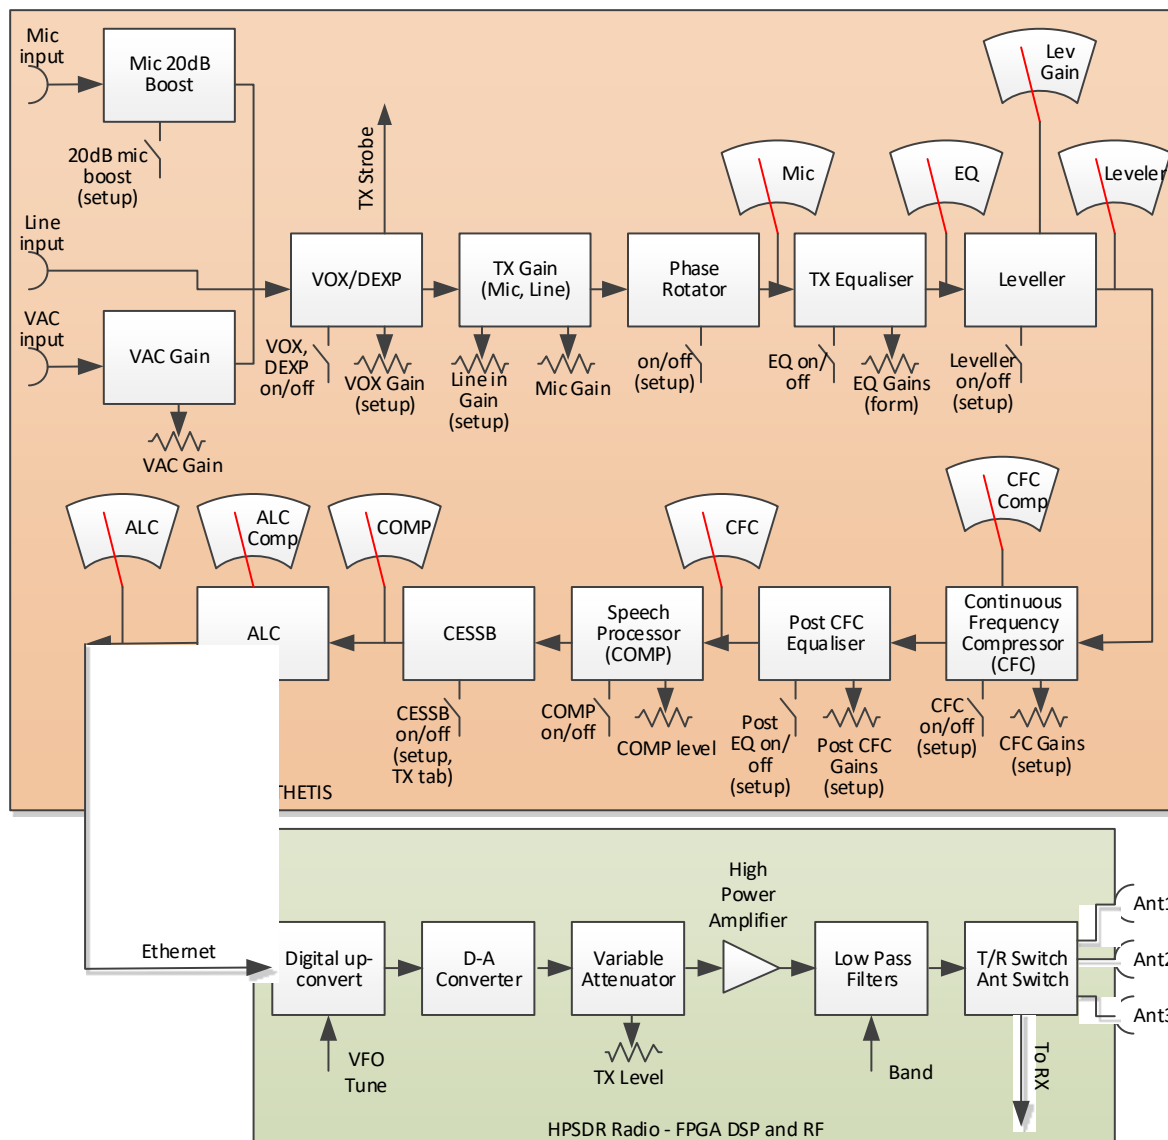 Mic
input
Mic 20dB
Boost
20dB mic
boost
(setup)
Line
input
VAC
input
VAC Gain
VAC Gain
TX Strobe
VOX/DEXP
VOX,
DEXP
on/off
VOX Gain
(setup)
TX Gain
(Mic, Line)
Line in
Gain
(setup)
Mic Gain
Phase
Rotator
on/off
(setup)
Mic
TX Equaliser
EQ on/
off
EQ Gains
(form)
EQ
Leveller
Leveller
on/off
(setup)
Lev
Gain
Leveler
ALC
ALC
Comp
COMP
CFC
CFC
Comp
ALC
CESSB
CESSB
on/off
(setup,
TX tab)
Speech
Processor
(COMP)
COMP
on/off
COMP level
Post CFC
Equaliser
Post
EQ on/
off
(setup)
Post CFC
Gains
(setup)
Continuous
Frequency
Compressor
(CFC)
CFC
on/off
(setup)
CFC Gains
(setup)
THETIS
Ethernet
Digital up-
convert
VFO
Tune
D-A
Converter
Variable
Attenuator
TX Level
High
Power
Amplifier
Low Pass
Filters
Band
T/R Switch
Ant Switch
To RX
Ant1
Ant2
Ant3
HPSDR Radio - FPGA DSP and RF